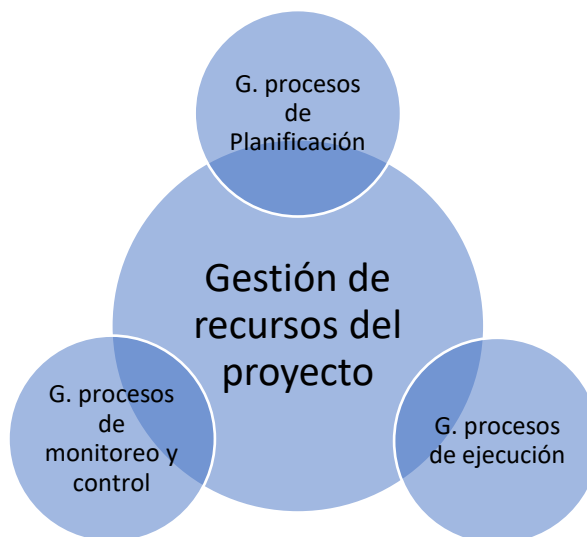 G. procesos
de
Planificación
Gestión de
recursos del
proyecto
G. procesos
de
monitoreo y
control
G. procesos
de ejecución